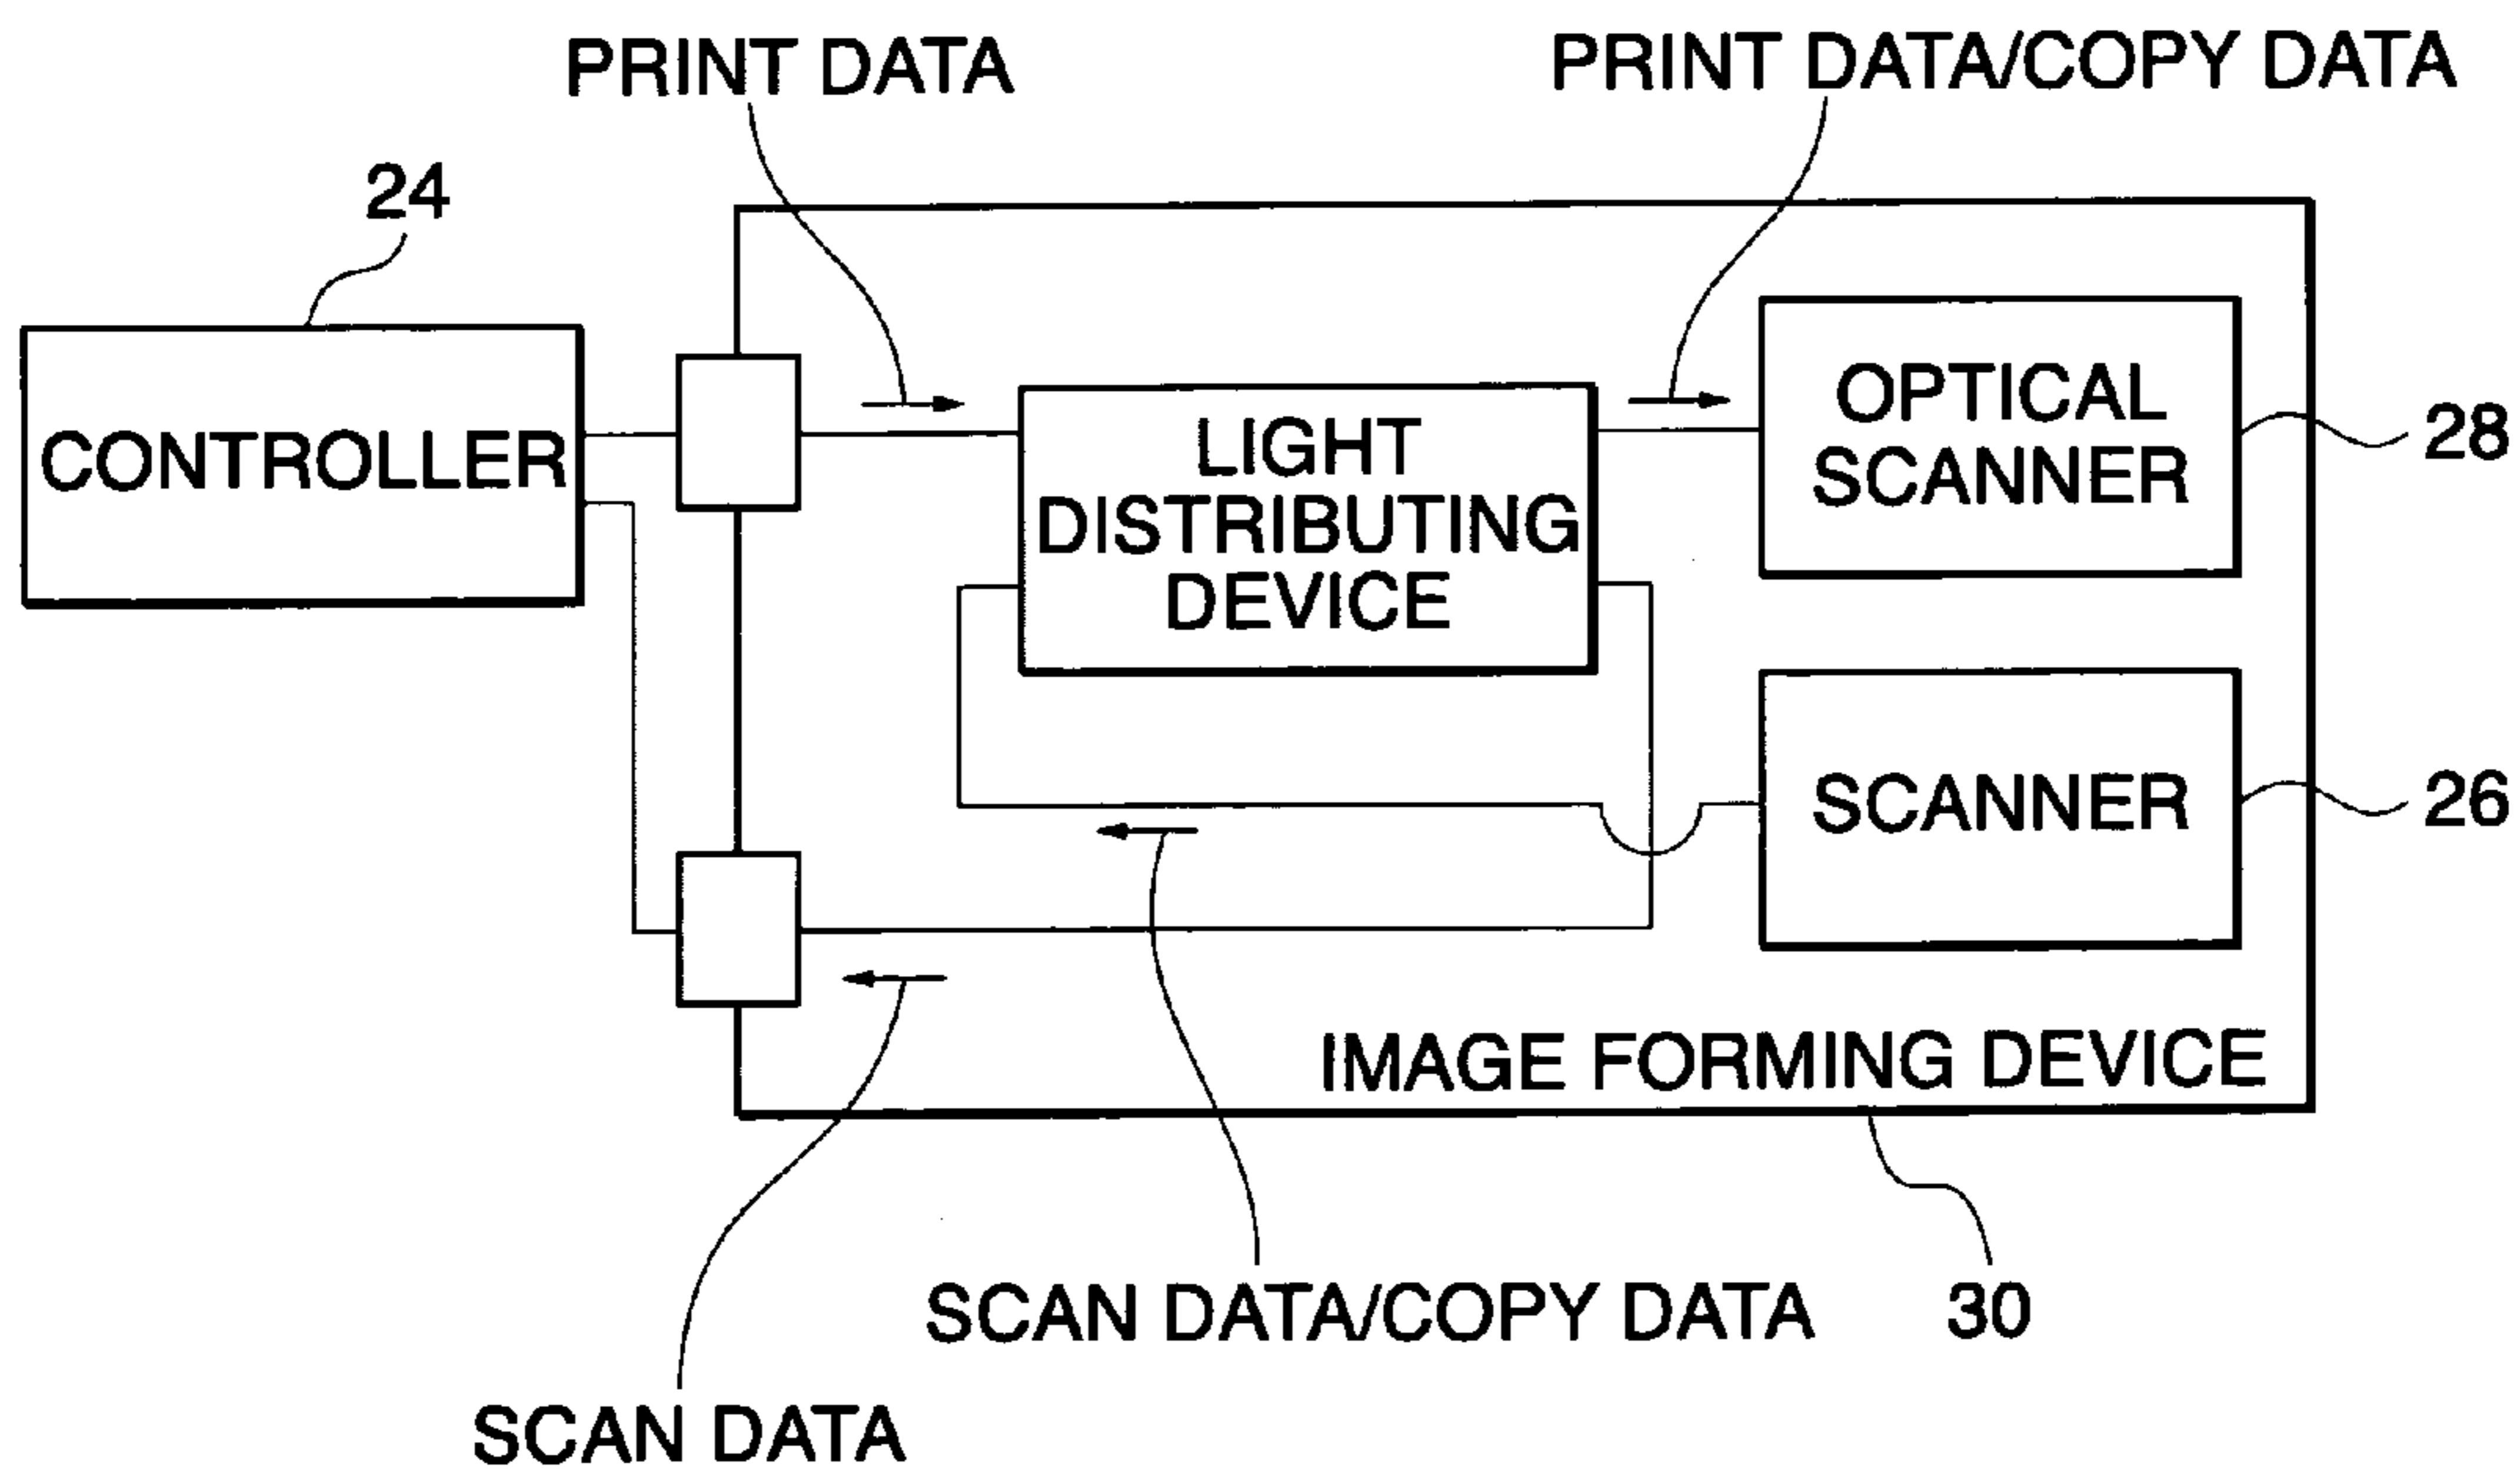 PRINT DATA
PRINT DATA/COPY DATA
24
CONTROLLER
LIGHT
DISTRIBUTING
DEVICE
OPTICAL
SCANNER
28
SCANNER
26
IMAGE FORMING DEVICE
SCAN DATA/COPY DATA
30
SCAN DATA